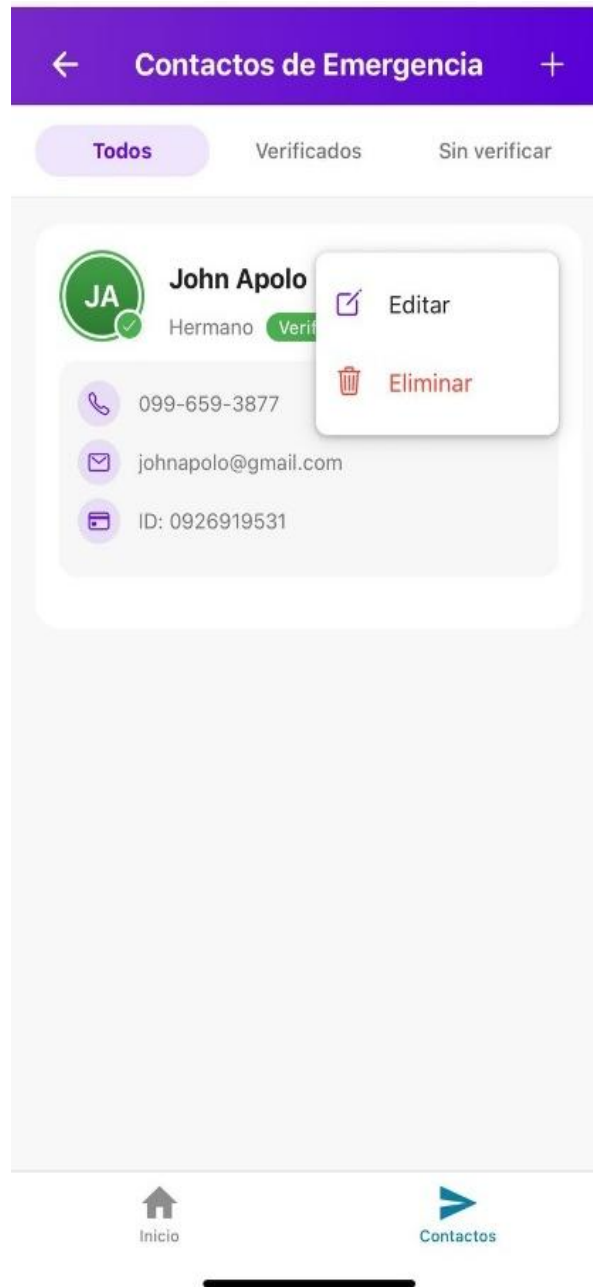 Contactos de Emergencia
Todos Verificados Sin verificar
JA
John Apolo
Hermano
Editar
Eliminar
099-659-3877
johnapolo@gmail.com
ID: 0926919531
Inicio Contactos